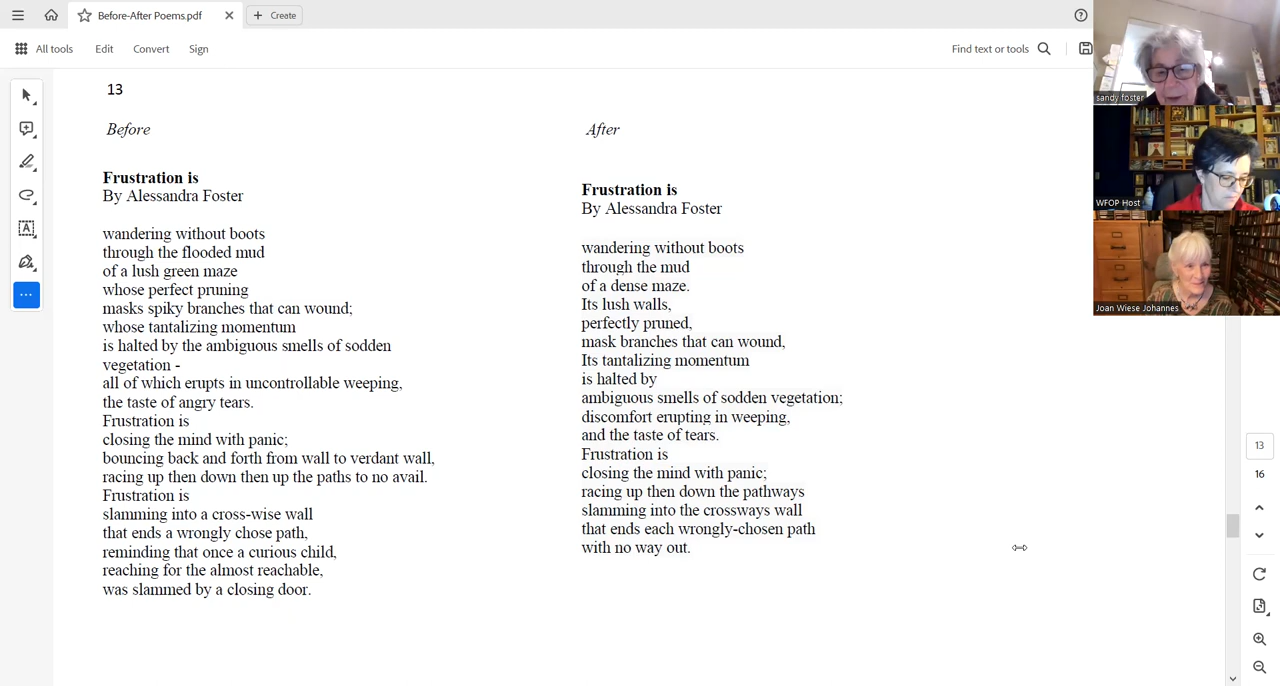 Before-After Poems.pdf
Create
All tools
Edit
Convert
Sign
Find text or tools
13
Before
Frustration is
By Alessandra Foster
wandering without boots
through the flooded mud
of a lush green maze
whose perfect pruning
masks spiky branches that can wound;
whose tantalizing momentum
is halted by the ambiguous smells of sodden
vegetation -
all of which erupts in uncontrollable weeping,
the taste of angry tears.
Frustration is
closing the mind with panic;
bouncing back and forth from wall to verdant wall,
racing up then down then up the paths to no avail.
Frustration is
slamming into a cross-wise wall
that ends a wrongly chose path,
reminding that once a curious child,
reaching for the almost reachable,
was slammed by a closing door.
After
Frustration is
By Alessandra Foster
wandering without boots
through the mud
of a dense maze.
Its lush walls,
perfectly pruned,
mask branches that can wound,
Its tantalizing momentum
is halted by
ambiguous smells of sodden vegetation;
discomfort erupting in weeping,
and the taste of tears.
Frustration is
closing the mind with panic;
racing up then down the pathways
slamming into the crossways wall
that ends each wrongly-chosen path
with no way out.
sandy foster
WFOP Host
Joan Wiese Johannes
13
16